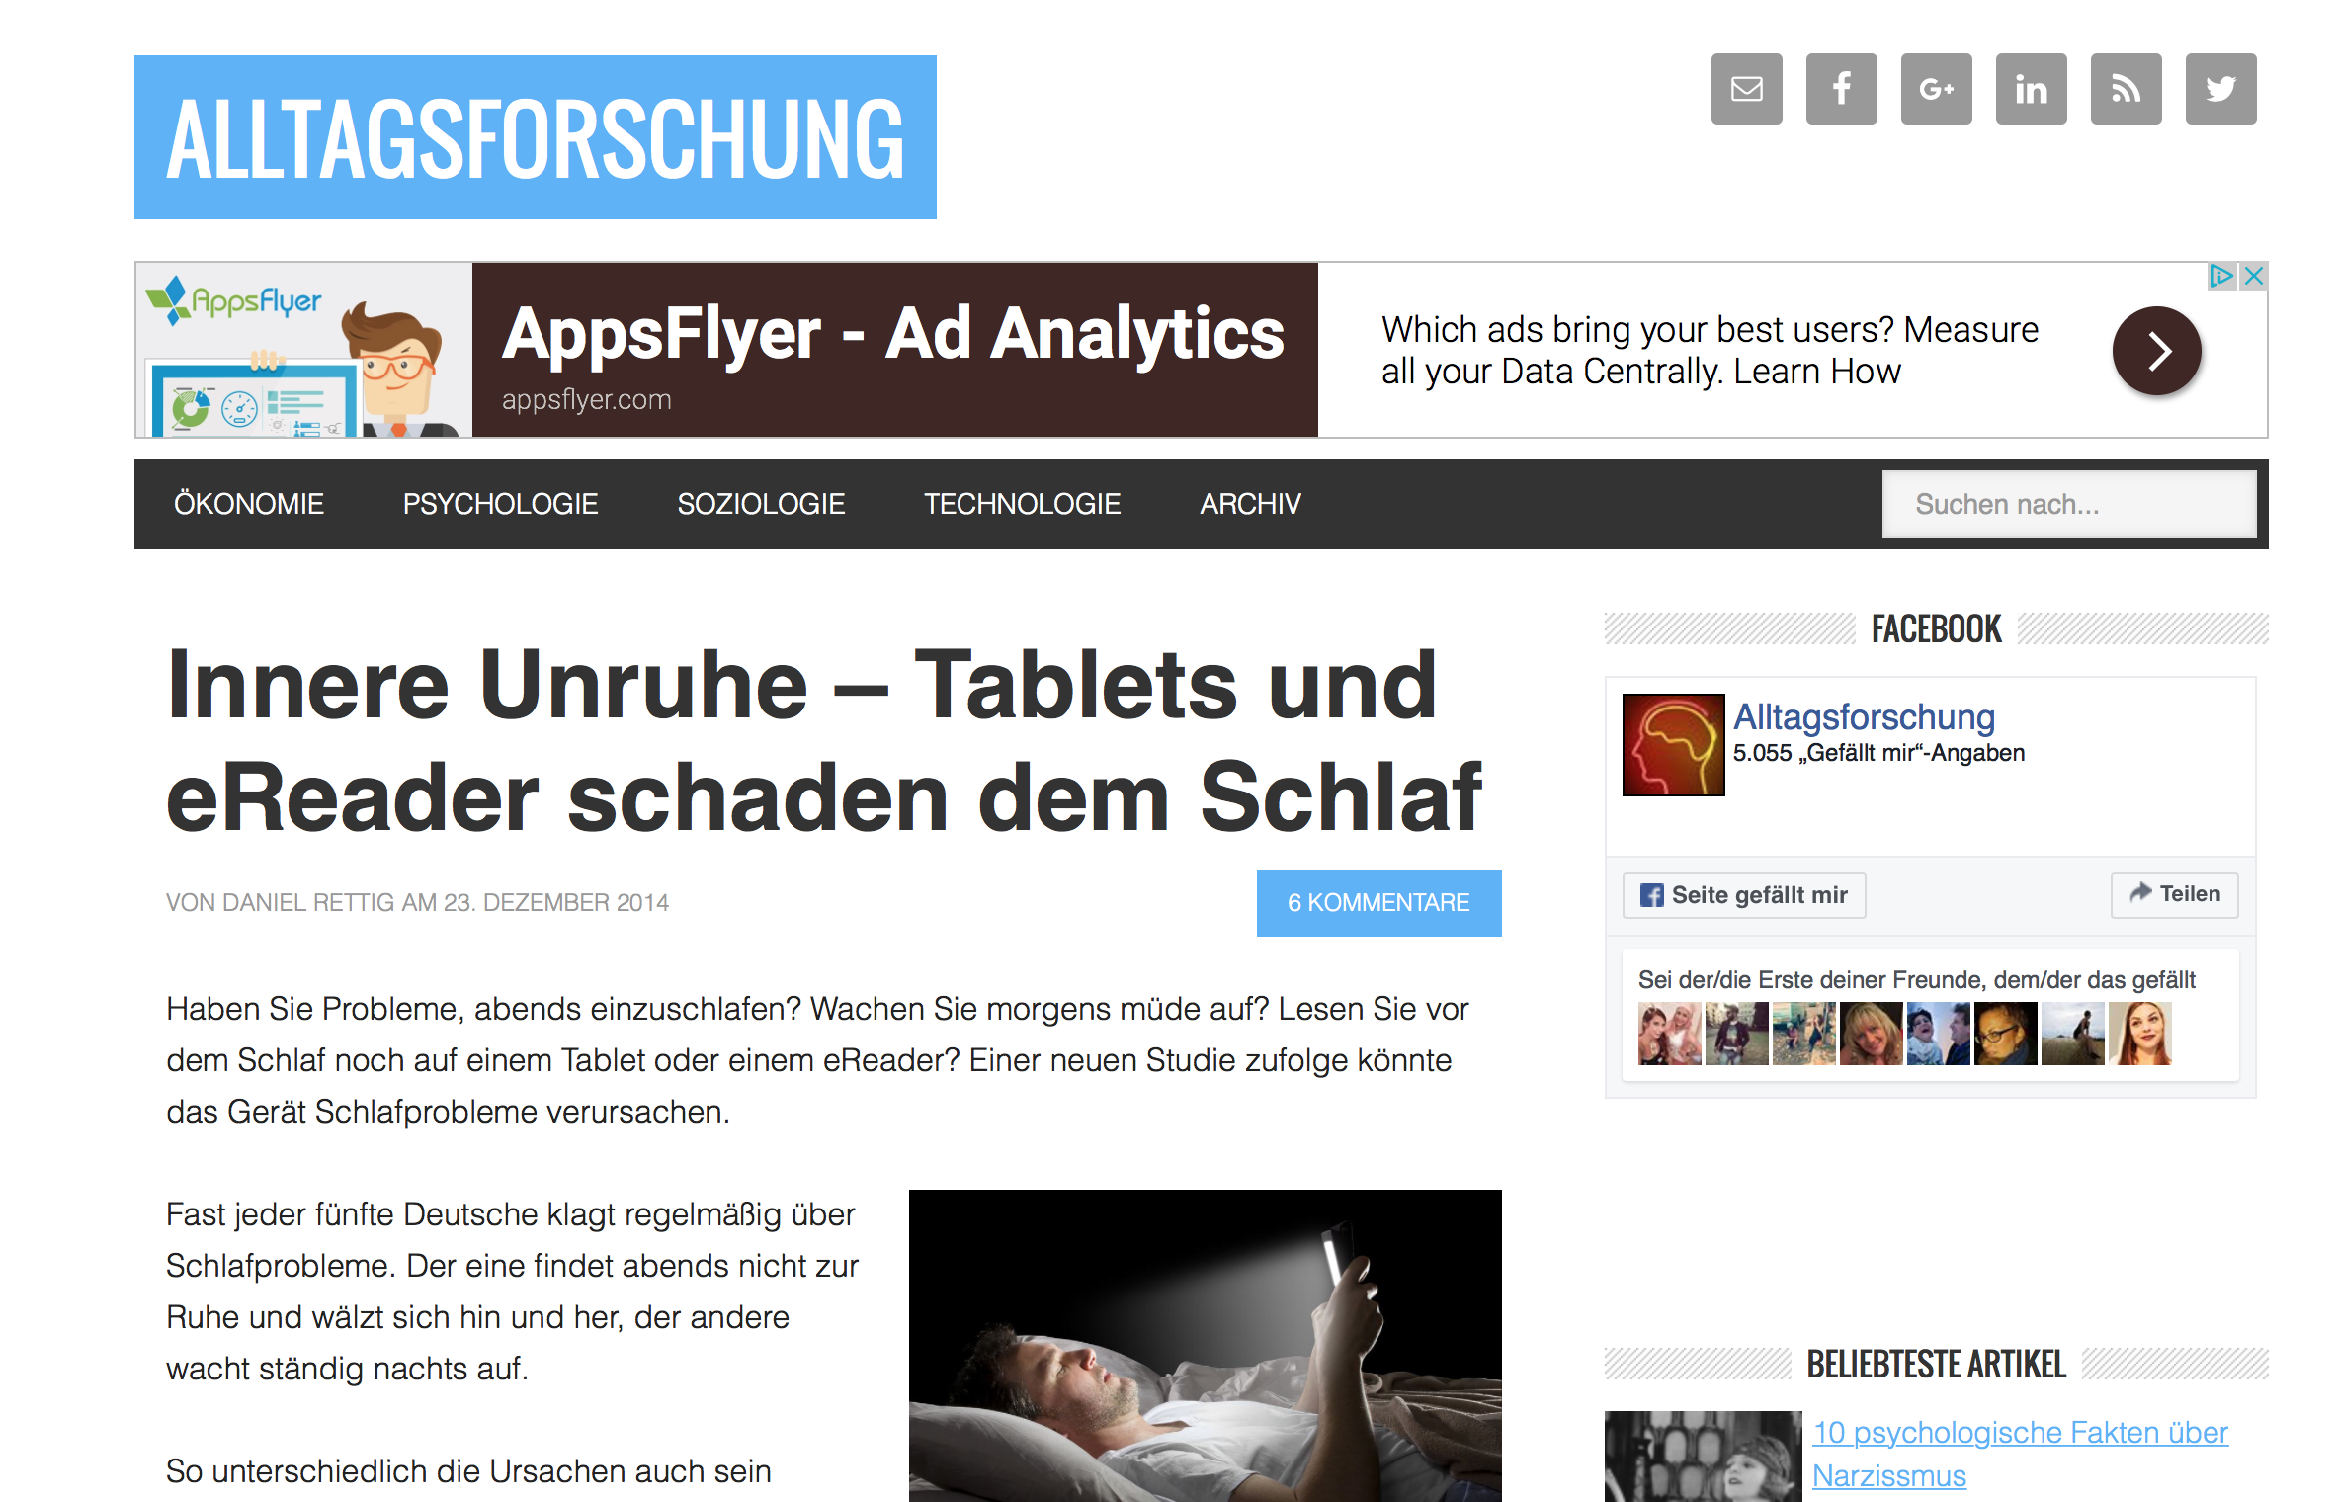 ALLTAGSFORSCHUNG
AppsFlyer
AppsFlyer - Ad Analytics
appsflyer.com
Which ads bring your best users? Measure
all your Data Centrally. Learn How
ÖKONOMIE
PSYCHOLOGIE
SOZIOLOGIE
TECHNOLOGIE
ARCHIV
Suchen nach...
Innere Unruhe – Tablets und
eReader schaden dem Schlaf
VON DANIEL RETTIG AM 23. DEZEMBER 2014
6 KOMMENTARE
Haben Sie Probleme, abends einzuschlafen? Wachen Sie morgens müde auf? Lesen Sie vor
dem Schlaf noch auf einem Tablet oder einem eReader? Einer neuen Studie zufolge könnte
das Gerät Schlafprobleme verursachen.
Fast jeder fünfte Deutsche klagt regelmäßig über
Schlafprobleme. Der eine findet abends nicht zur
Ruhe und wälzt sich hin und her, der andere
wacht ständig nachts auf.
So unterschiedlich die Ursachen auch sein
FACEBOOK
Alltagsforschung
5.055 „Gefällt mir“-Angaben
Seite gefällt mir
Teilen
Sei der/die Erste deiner Freunde, dem/der das gefällt
BELIEBTESTE ARTIKEL
10 psychologische Fakten über
Narzissmus